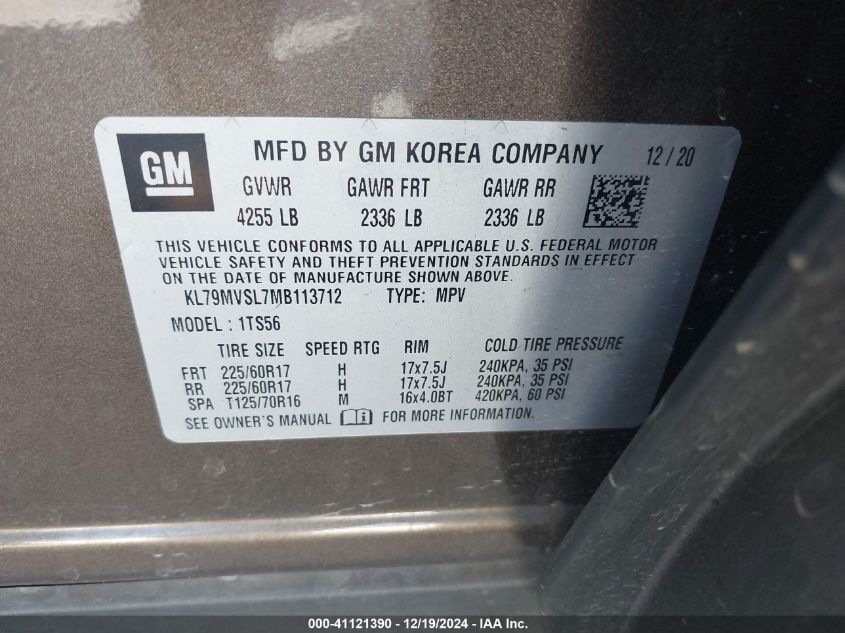 GM MFD BY GM KOREA COMPANY 12 / 20
GVWR GAWR FRT GAWR RR
4255 LB 2336 LB 2336 LB
THIS VEHICLE CONFORMS TO ALL APPLICABLE U.S. FEDERAL MOTOR
VEHICLE SAFETY AND THEFT PREVENTION STANDARDS IN EFFECT
ON THE DATE OF MANUFACTURE SHOWN ABOVE.
KL79MVSL7MB113712 TYPE: MPV
MODEL : 1TS56
TIRE SIZE SPEED RTG RIM COLD TIRE PRESSURE
FRT 225/60R17 H 17x7.5J 240KPA, 35 PSI
RR 225/60R17 H 17x7.5J 240KPA, 35 PSI
SPA T125/70R16 M 16x4.0BT 420KPA, 60 PSI
SEE OWNER'S MANUAL FOR MORE INFORMATION.
000-41121390 - 12/19/2024 - IAA Inc.